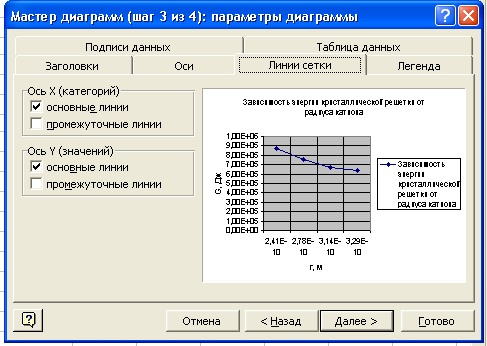 Мастер диаграмм (шаг 3 из 4): параметры диаграммы
Подписи данных
Таблица данных
Заголовки
Оси
Линии сетки
Легенда
Ось X (категорий)
основные линии
промежуточные линии
Ось Y (значений)
основные линии
промежуточные линии
Зависимость энергии кристаллической решетки от
радиуса катиона
1,00E+06
9,00E+05
8,00E+05
7,00E+05
6,00E+05
5,00E+05
4,00E+05
3,00E+05
2,00E+05
1,00E+05
0,00E+00
G, Дж
2,41E-
10
2,78E-
10
3,14E-
10
3,29E-
10
r, м
Зависимость
энергии
кристаллической
решетки от
радиуса катиона
Отмена
< Назад
Далее >
Готово